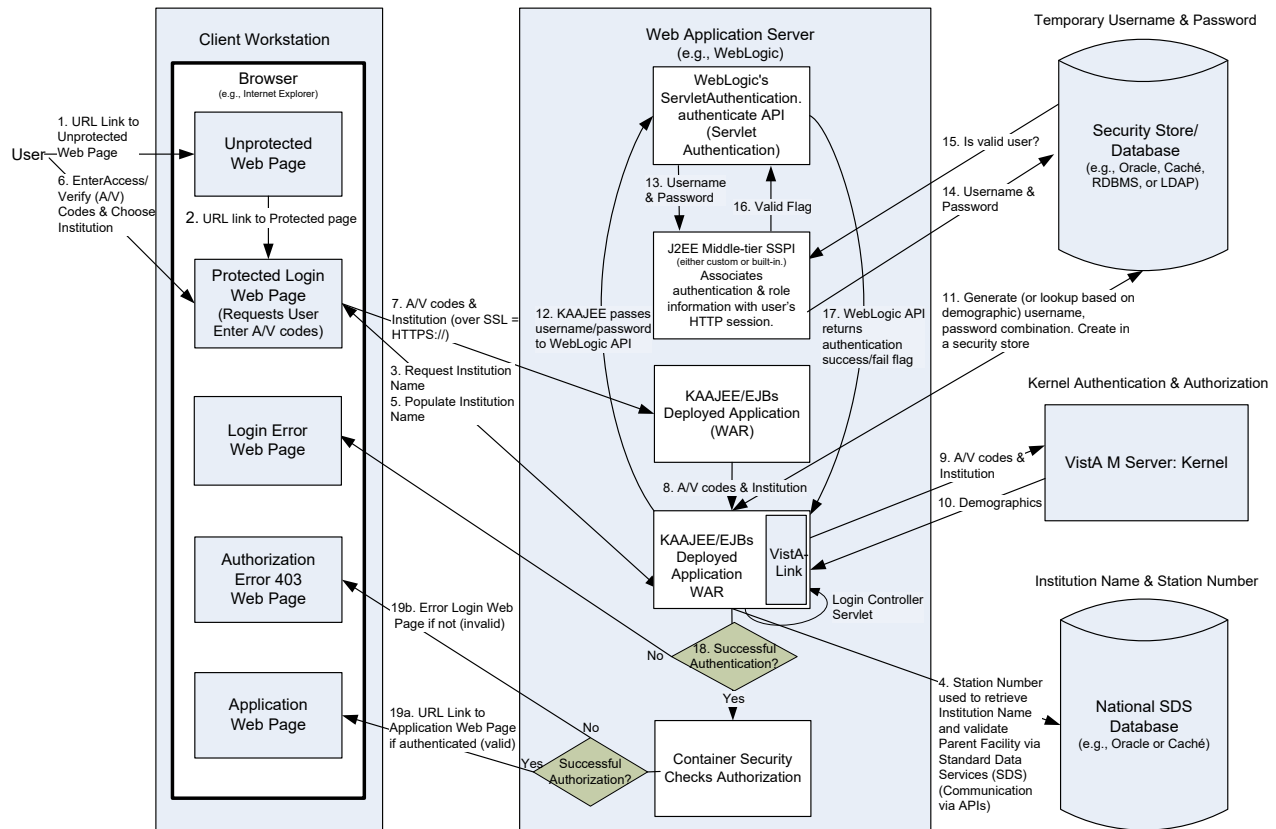 Client Workstation
Browser
(e.g., Internet Explorer)
User
1. URL Link to
Unprotected
Web Page
6. EnterAccess/
Verify (A/V)
Codes & Choose
Institution
Unprotected
Web Page
2. URL link to Protected page
Protected Login
Web Page
(Requests User
Enter A/V codes)
Login Error
Web Page
Authorization
Error 403
Web Page
Application
Web Page
7. A/V codes &
Institution (over SSL =
HTTPS://)
3. Request Institution
Name
5. Populate Institution
Name
19b. Error Login Web
Page if not (invalid)
19a. URL Link to
Application Web Page
if authenticated (valid)
Web Application Server
(e.g., WebLogic)
WebLogic's
ServletAuthentication.
authenticate API
(Servlet
Authentication)
13. Username
& Password
16. Valid Flag
J2EE Middle-tier SSPI
(either custom or built-in.)
Associates
authentication & role
information with user's
HTTP session.
12. KAAJEE passes
username/password
to WebLogic API
17. WebLogic API
returns
authentication
success/fail flag
KAAJEE/EJBs
Deployed Application
(WAR)
8. A/V codes & Institution
KAAJEE/EJBs
Deployed
Application
WAR
VistA-
Link
Login Controller
Servlet
18. Successful
Authentication?
No
Yes
Container Security
Checks Authorization
Successful
Authorization?
No
Yes
Temporary Username & Password
Security Store/
Database
(e.g., Oracle, Caché,
RDBMS, or LDAP)
15. Is valid user?
14. Username &
Password
11. Generate (or lookup based on
demographic) username,
password combination. Create in
a security store
Kernel Authentication & Authorization
VistA M Server: Kernel
9. A/V codes &
Institution
10. Demographics
Institution Name & Station Number
National SDS
Database
(e.g., Oracle or Caché)
4. Station Number
used to retrieve
Institution Name
and validate
Parent Facility via
Standard Data
Services (SDS)
(Communication
via APIs)